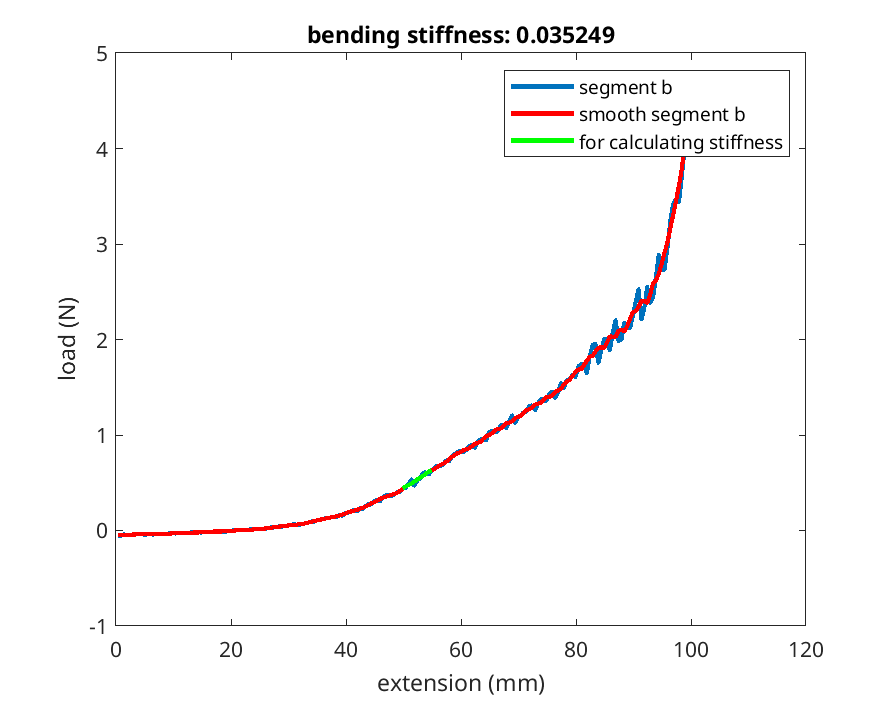 bending stiffness: 0.035249
segment b
smooth segment b
for calculating stiffness
5
4
3
2
1
0
-1
load (N)
0 20 40 60 80 100 120
extension (mm)